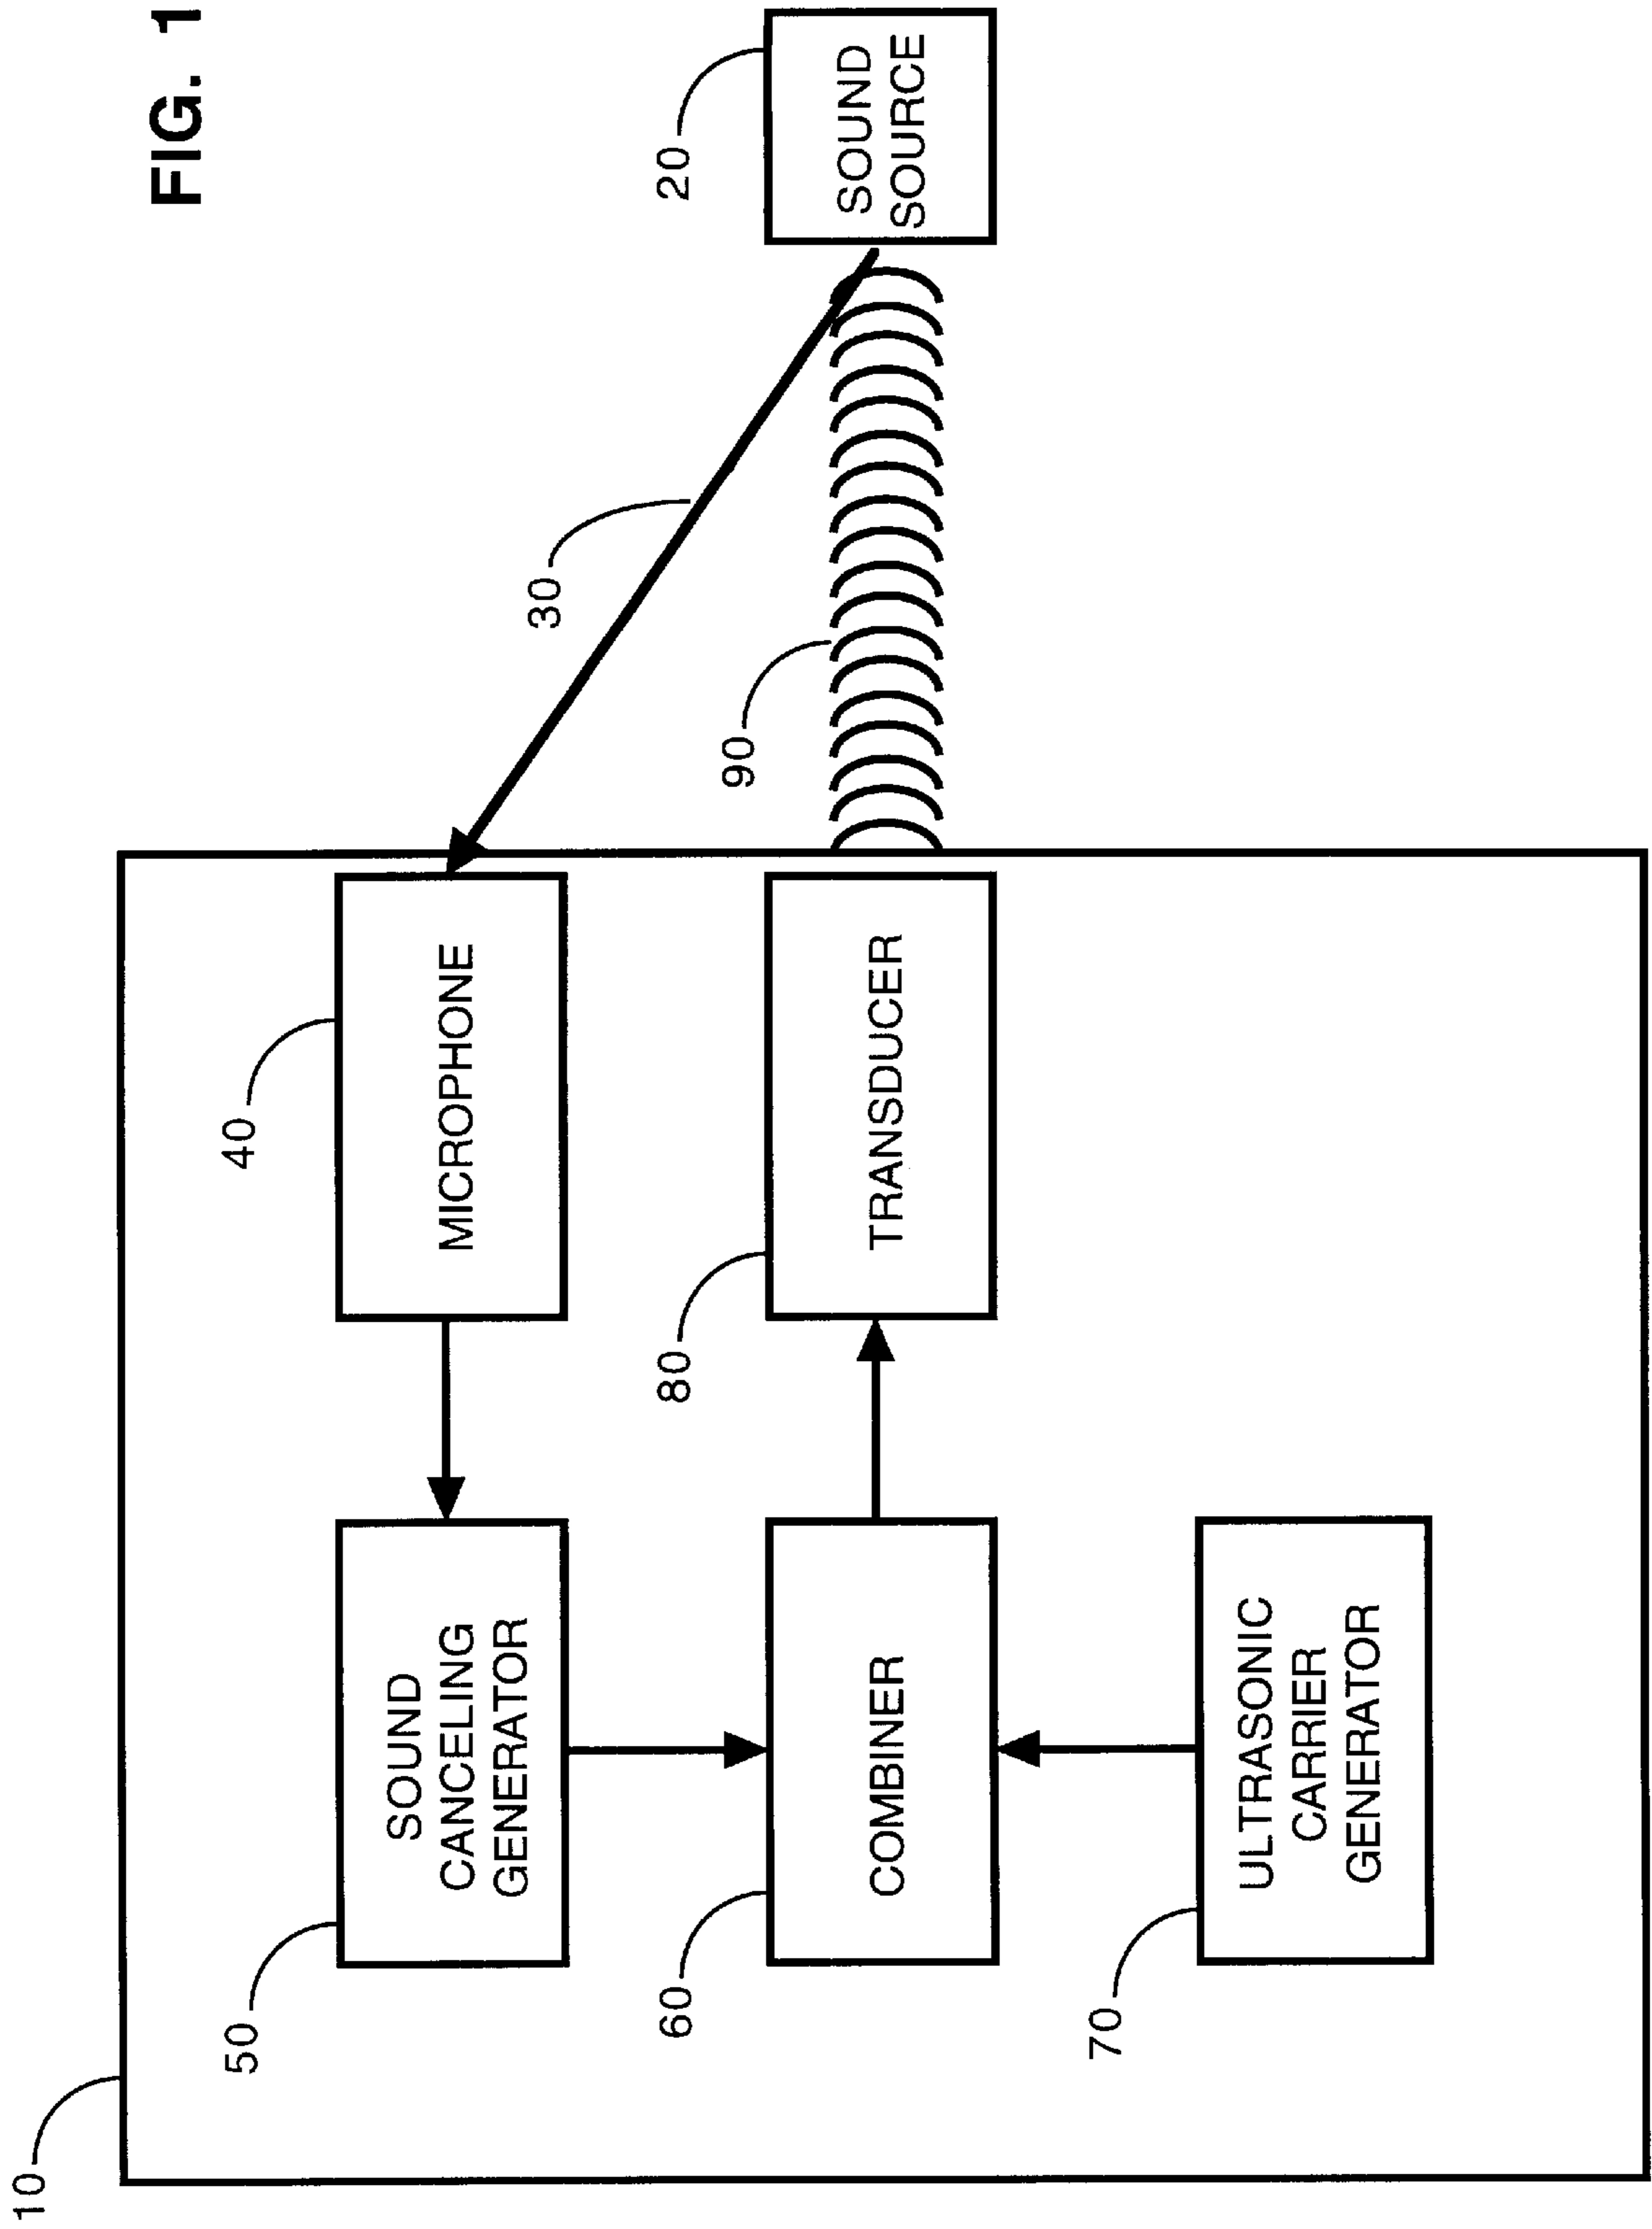 FIG. 1
10
50
SOUND
CANCELING
GENERATOR
40
MICROPHONE
30
20
SOUND
SOURCE
60
COMBINER
80
TRANSDUCER
90
70
ULTRASONIC
CARRIER
GENERATOR